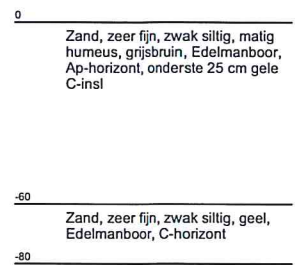 0
Zand, zeer fijn, zwak siltig, matig
humeus, grijsbruin, Edelmanboor,
Ap-horizont, onderste 25 cm gele
C-insl
-60
Zand, zeer fijn, zwak siltig, geel,
Edelmanboor, C-horizont
-80